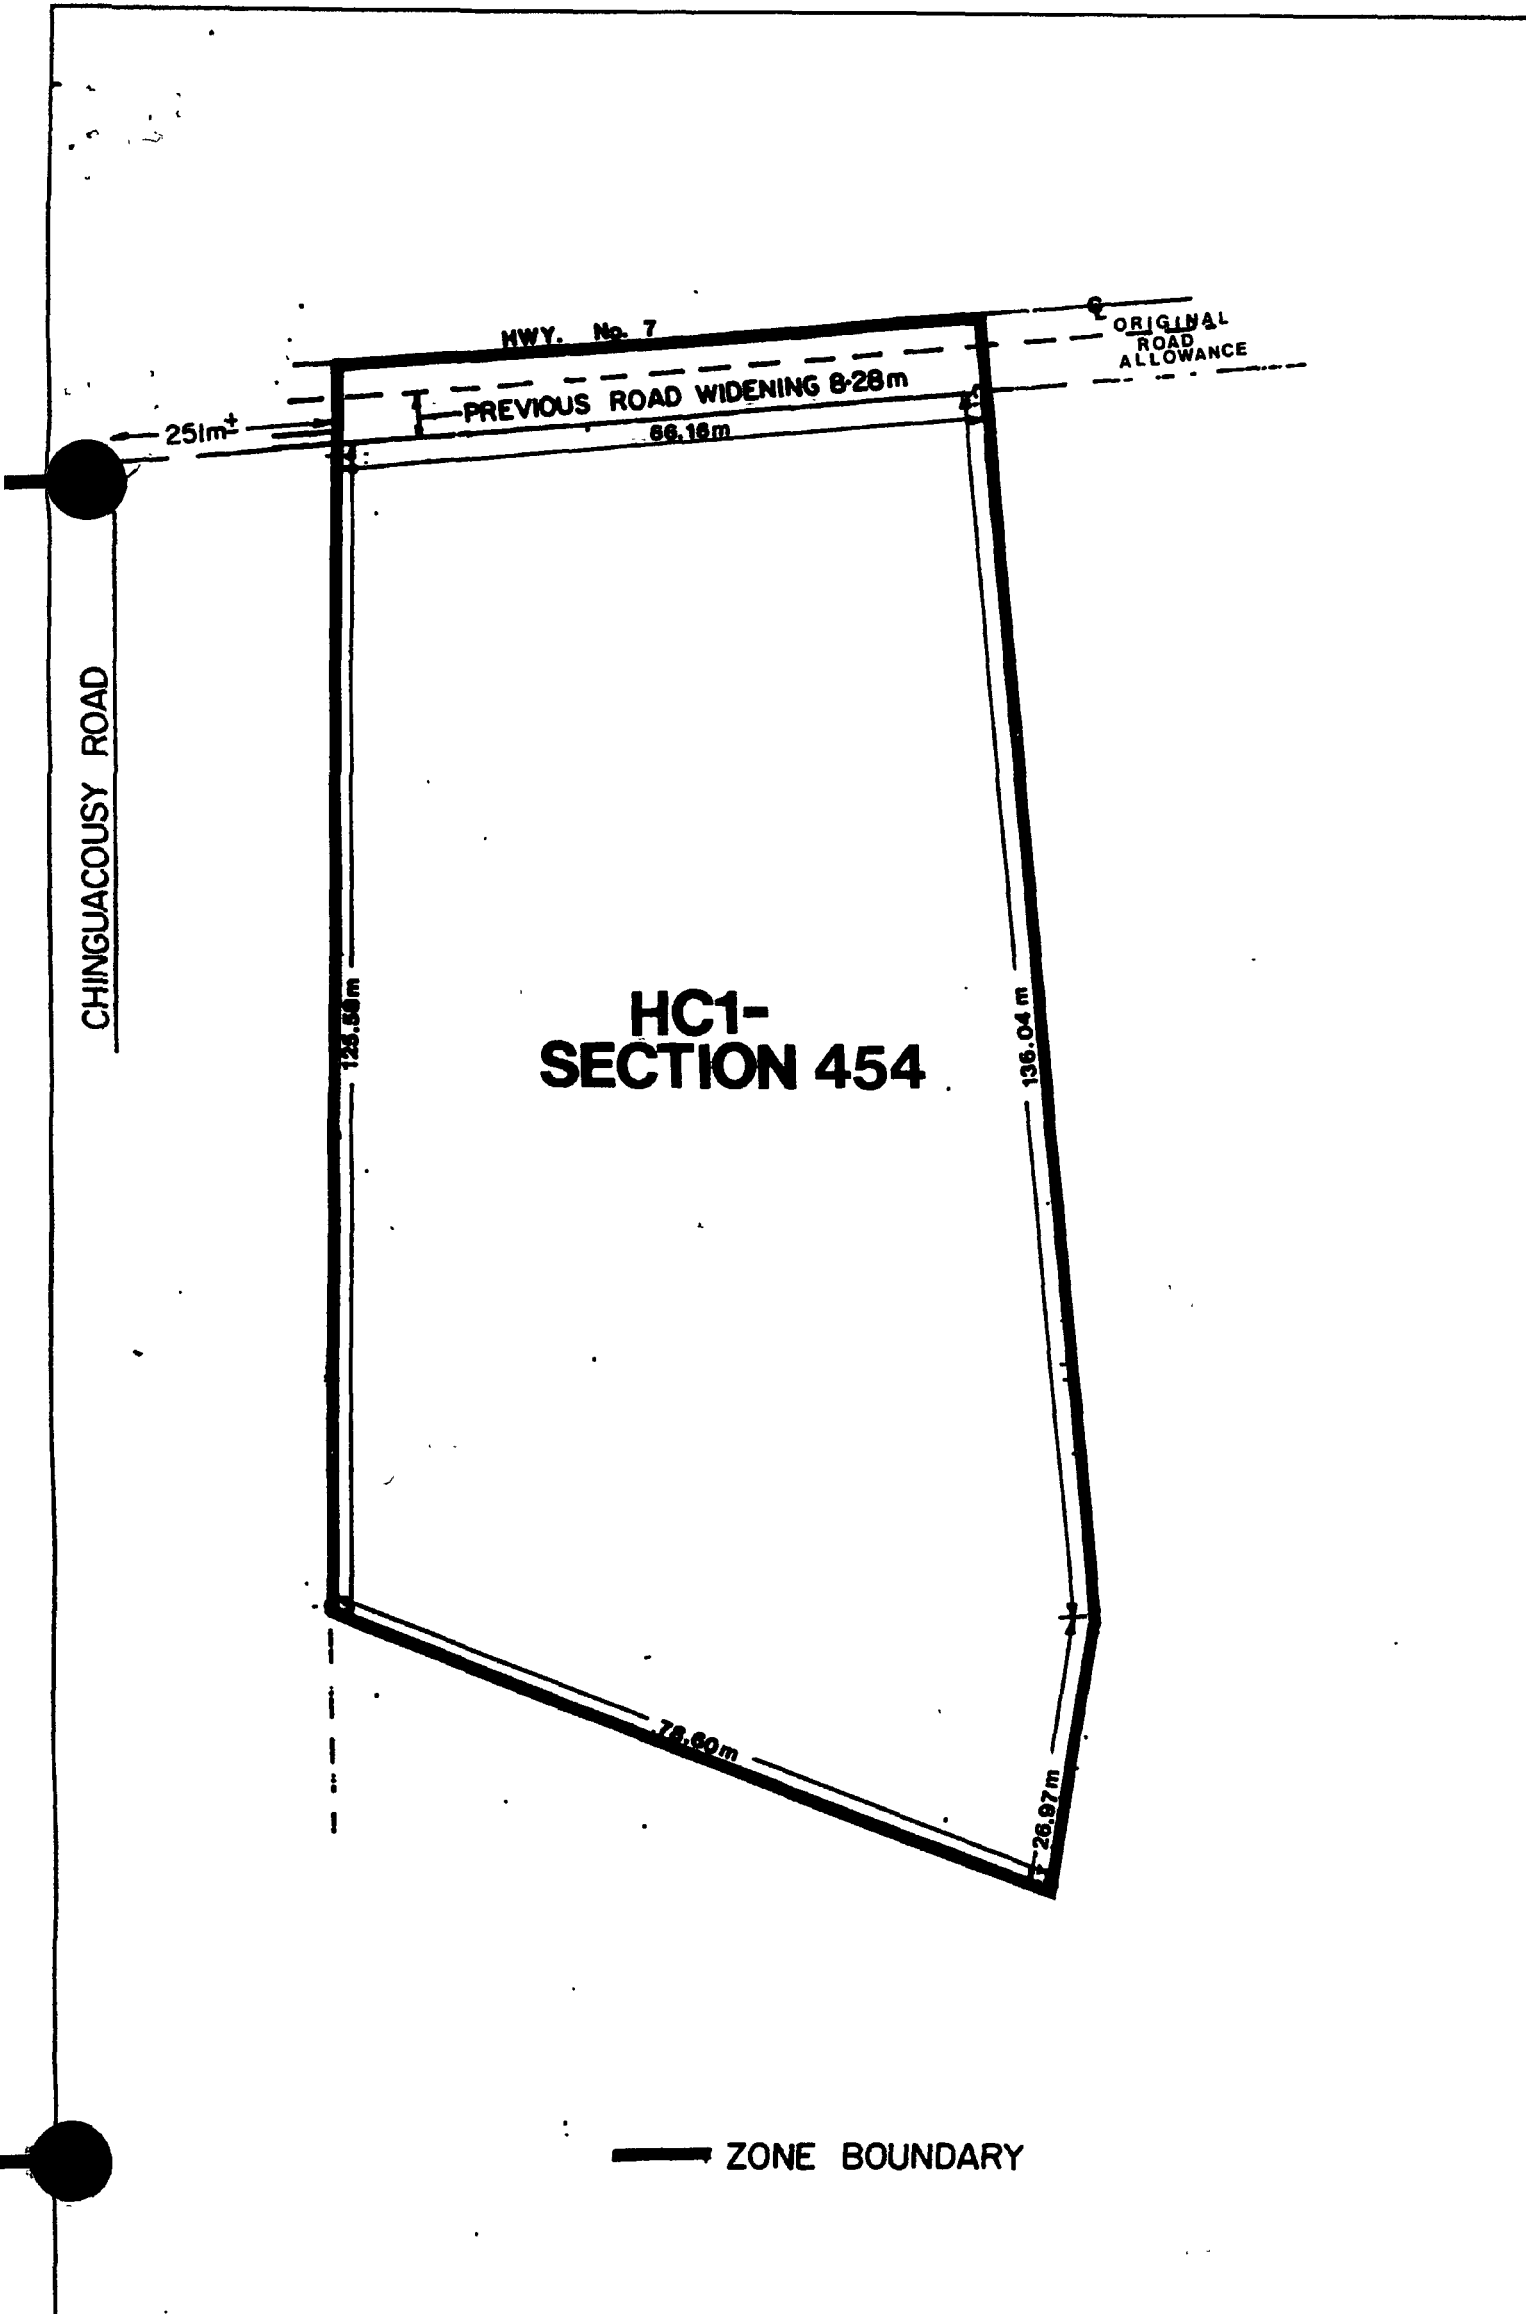 HWY. No. 7
℄
ORIGINAL
ROAD
ALLOWANCE
PREVIOUS ROAD WIDENING 8.28m
251m±
66.16m
CHINGUACOUSY ROAD
HC1-
SECTION 454
136.04 m
78.60m
26.97m
ZONE BOUNDARY